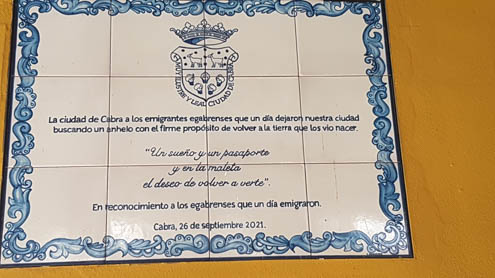 MUY ILUSTRE Y LEAL CIUDAD DE CABRA
La ciudad de Cabra a los emigrantes egabrenses que un día dejaron nuestra ciudad
buscando un anhelo con el firme propósito de volver a la tierra que los vio nacer.
"Un sueño y un pasaporte
y en la maleta
el deseo de volver a verte".
En reconocimiento a los egabrenses que un día emigraron.
Cabra, 26 de septiembre 2021.